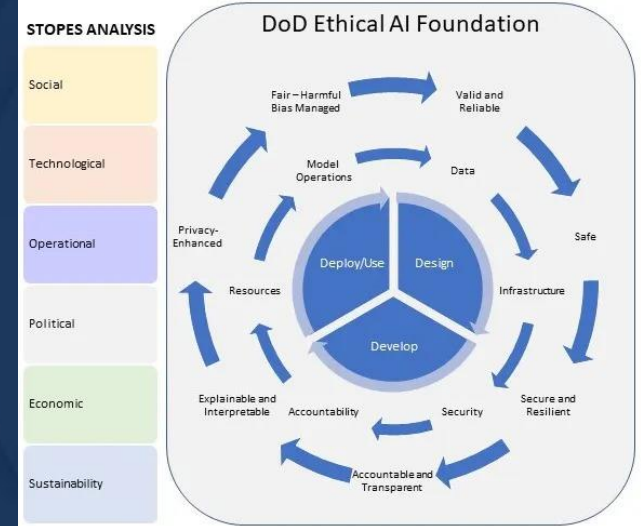 STOPES ANALYSIS
Social
Technological
Operational
Political
Economic
Sustainability
DoD Ethical AI Foundation
Fair – Harmful
Bias Managed
Valid and
Reliable
Model
Operations
Data
Privacy-
Enhanced
Safe
Deploy/Use
Design
Resources
Infrastructure
Develop
Explainable and
Interpretable
Accountability
Security
Secure and
Resilient
Accountable and
Transparent